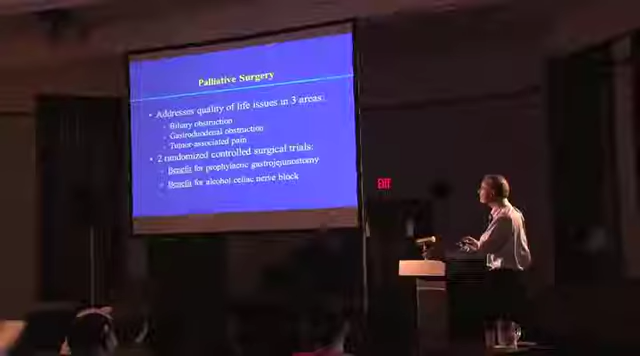 Palliative Surgery
• Addresses quality of life issues in 3 areas:
- Biliary obstruction
- Gastroduodenal obstruction
- Tumor-associated pain
• 2 randomized controlled surgical trials:
- Benefit for prophylactic gastrojejunostomy
- Benefit for alcohol celiac nerve block
EXIT